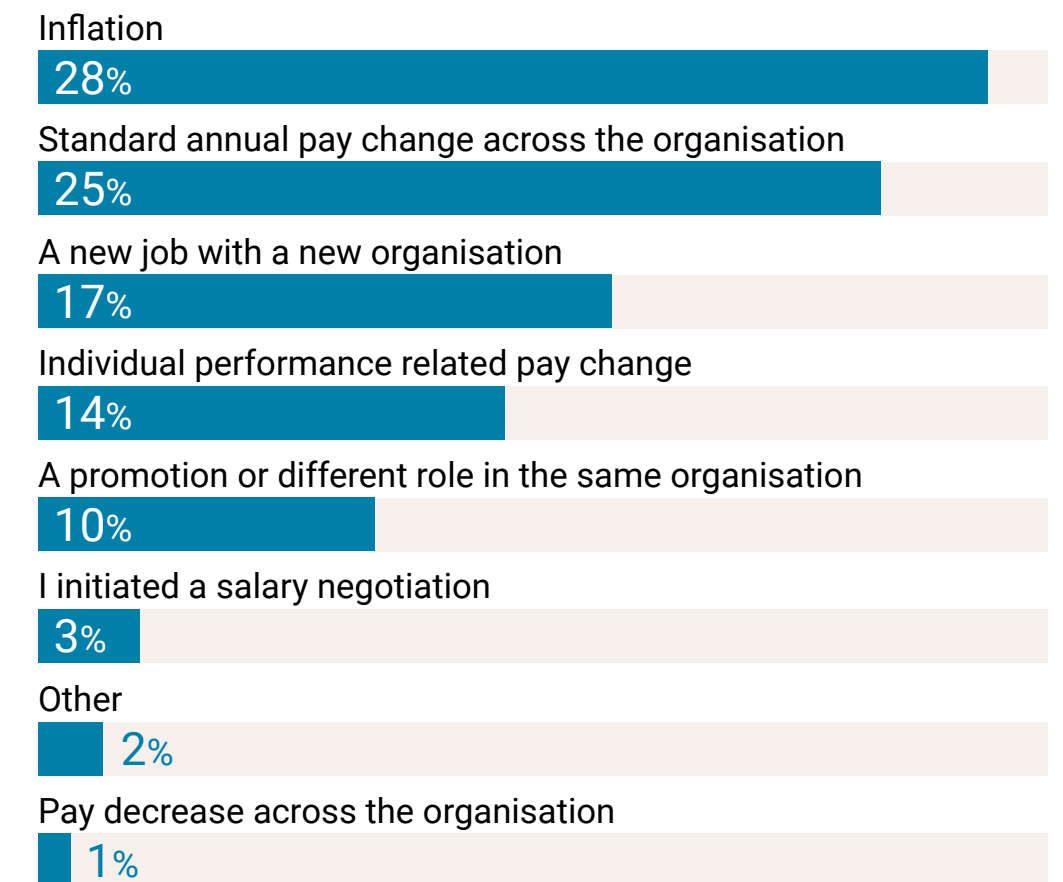 Inflation
28%
Standard annual pay change across the organisation
25%
A new job with a new organisation
17%
Individual performance related pay change
14%
A promotion or different role in the same organisation
10%
I initiated a salary negotiation
3%
Other
2%
Pay decrease across the organisation
1%